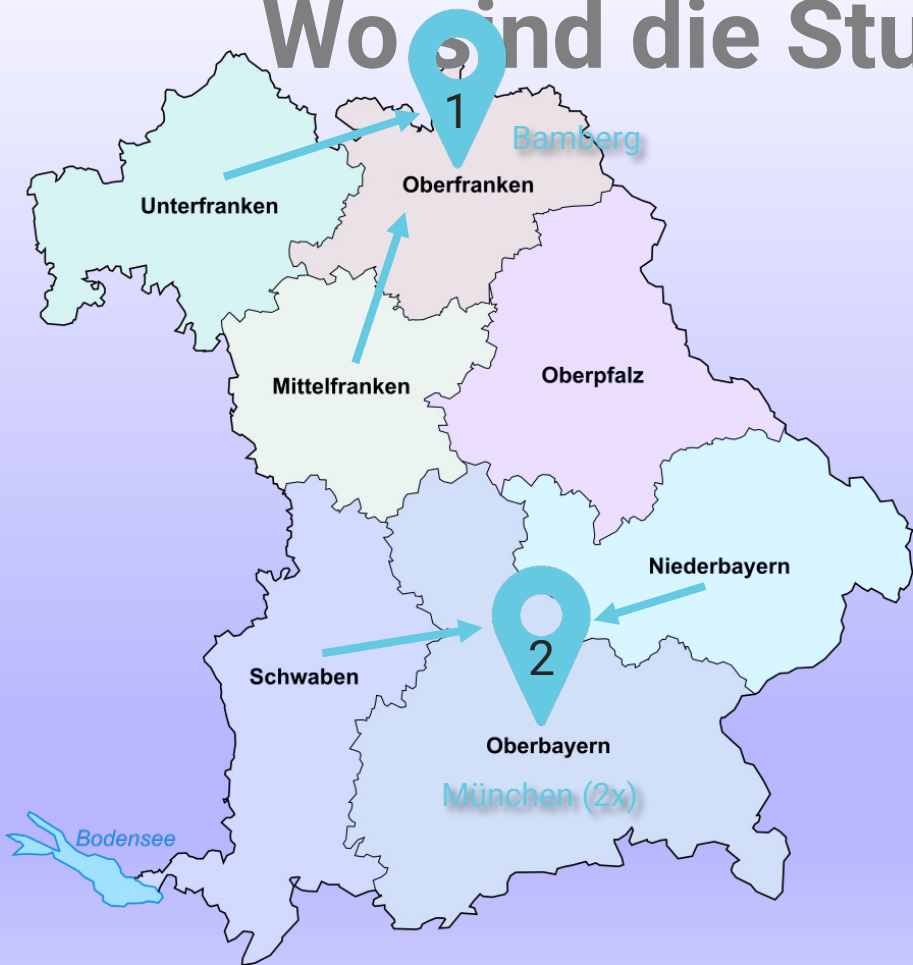 Wo sind die Stu
1
Bamberg
Oberfranken
Unterfranken
Mittelfranken
Oberpfalz
Niederbayern
2
Schwaben
Oberbayern
München (2x)
Bodensee